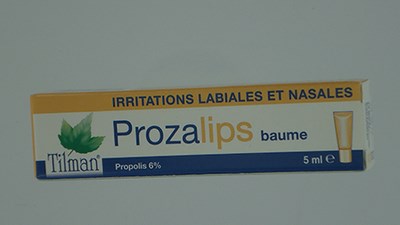 IRRITATIONS LABIALES ET NASALES
Prozalips baume
Tilman®
Propolis 6%
5 ml e